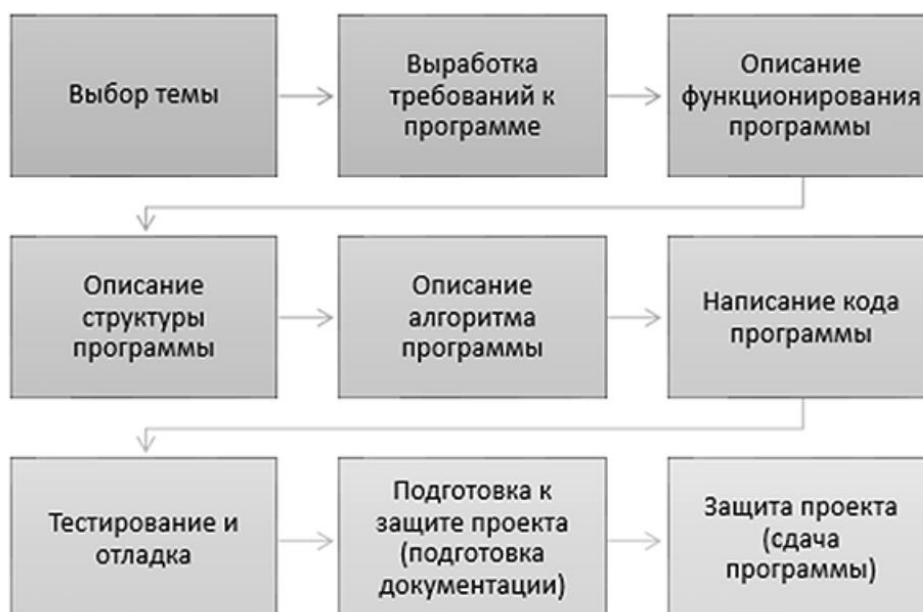 Выбор темы
Выработка
требований к
программе
Описание
функционирования
программы
Описание
структуры
программы
Описание
алгоритма
программы
Написание кода
программы
Тестирование и
отладка
Подготовка к
защите проекта
(подготовка
документации)
Защита проекта
(сдача
программы)